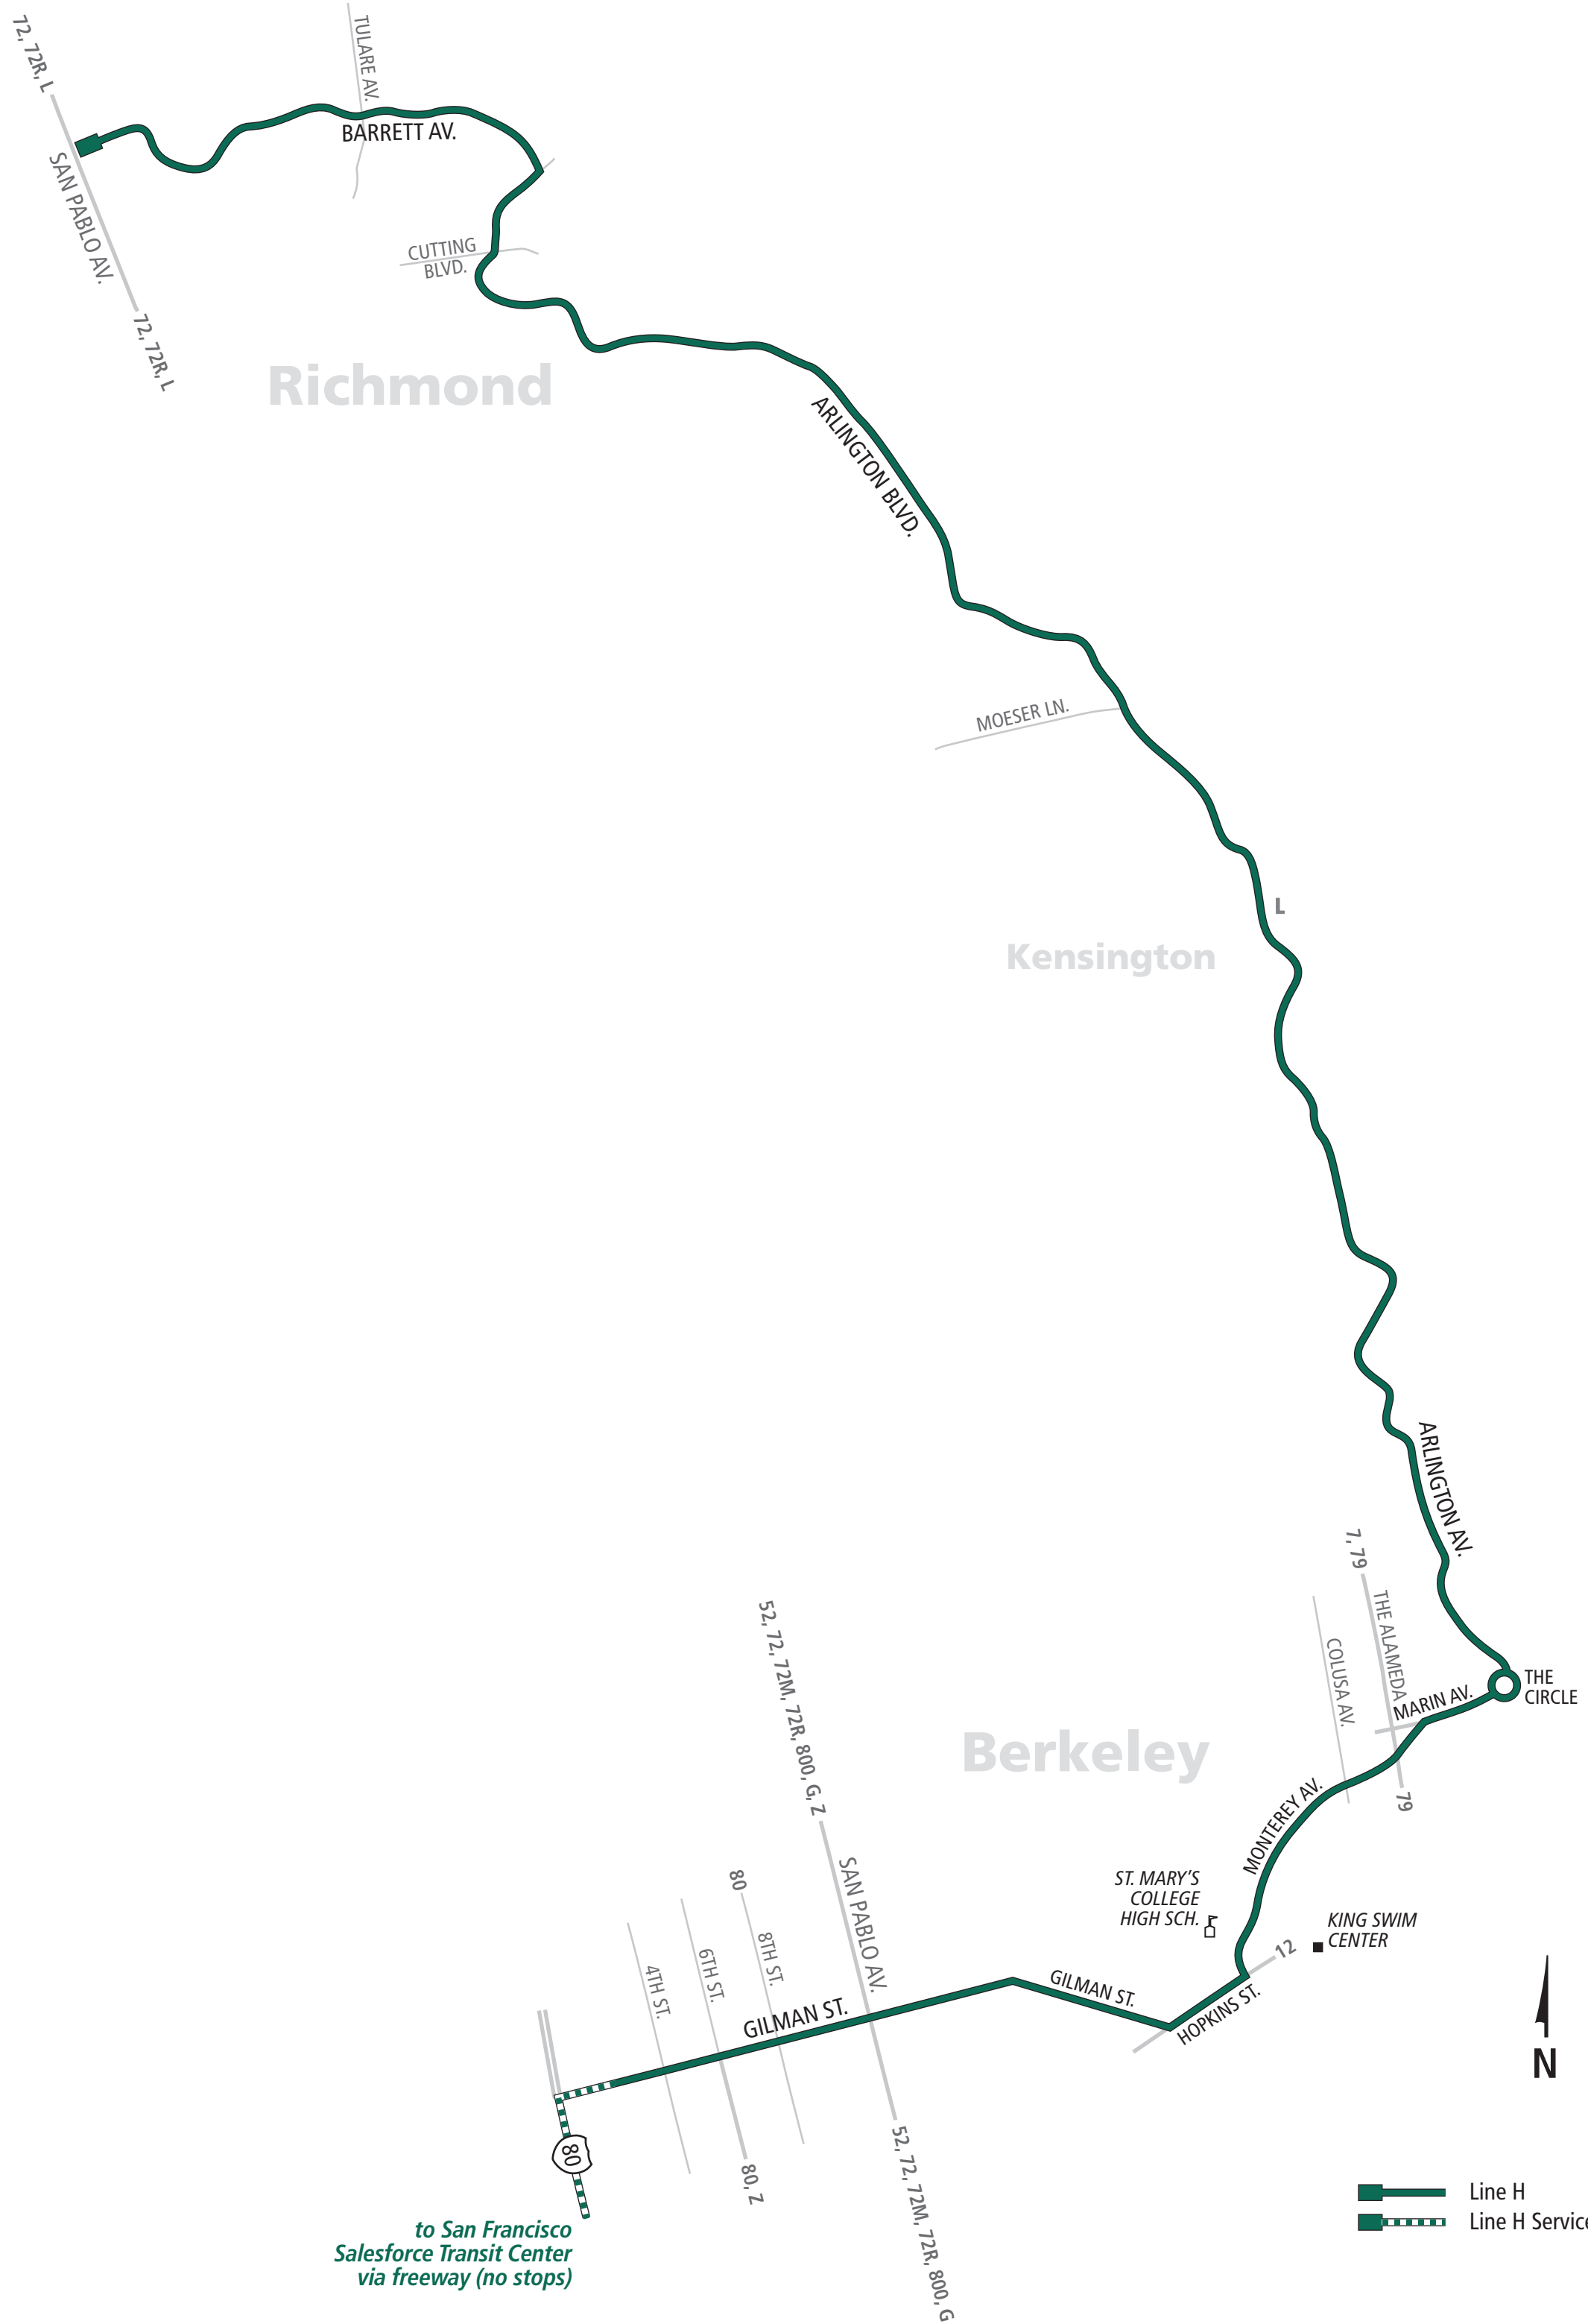 72, 72R, L
TULARE AV.
BARRETT AV.
SAN PABLO AV.
CUTTING
BLVD.
72, 72R, L
Richmond
ARLINGTON BLVD.
MOESER LN.
L
Kensington
ARLINGTON AV.
7, 79
THE ALAMEDA
COLUSA AV.
THE
CIRCLE
MARIN AV.
52, 72, 72M, 72R, 800, G, Z
Berkeley
79
MONTEREY AV.
80
SAN PABLO AV.
ST. MARY'S
COLLEGE
HIGH SCH.
KING SWIM
CENTER
12
8TH ST.
6TH ST.
4TH ST.
GILMAN ST.
GILMAN ST.
HOPKINS ST.
N
80
80, Z
52, 72, 72M, 72R, 800, G
Line H
Line H Service
to San Francisco
Salesforce Transit Center
via freeway (no stops)